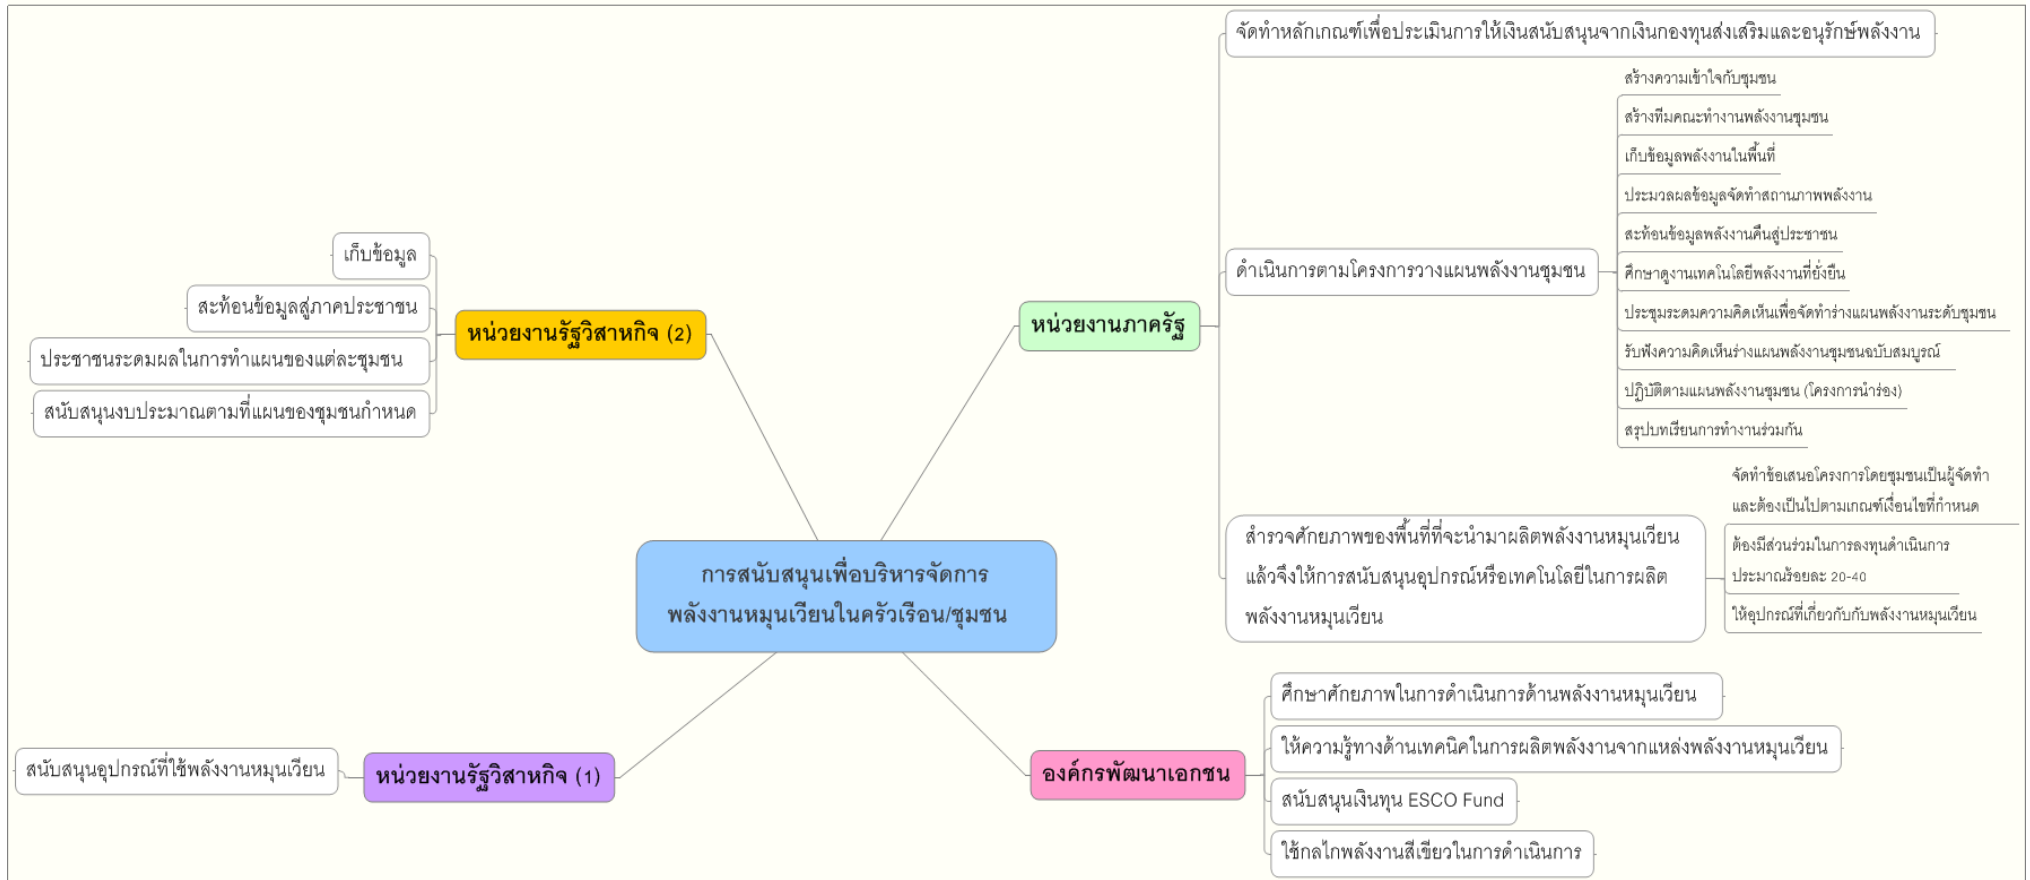 การสนับสนุนเพื่อบริหารจัดการ
พลังงานหมุนเวียนในครัวเรือน/ชุมชน
หน่วยงานภาครัฐ
จัดทำหลักเกณฑ์เพื่อประเมินการให้เงินสนับสนุนจากเงินกองทุนส่งเสริมและอนุรักษ์พลังงาน
ดำเนินการตามโครงการวางแผนพลังงานชุมชน
สร้างความเข้าใจกับชุมชน
สร้างทีมคณะทำงานพลังงานชุมชน
เก็บข้อมูลพลังงานในพื้นที่
ประมวลผลข้อมูลจัดทำสถานภาพพลังงาน
สะท้อนข้อมูลพลังงานคืนสู่ประชาชน
ศึกษาดูงานเทคโนโลยีพลังงานที่ยั่งยืน
ประชุมระดมความคิดเห็นเพื่อจัดทำร่างแผนพลังงานระดับชุมชน
รับฟังความคิดเห็นร่างแผนพลังงานชุมชนฉบับสมบูรณ์
ปฏิบัติตามแผนพลังงานชุมชน (โครงการนำร่อง)
สรุปบทเรียนการทำงานร่วมกัน
สำรวจศักยภาพของพื้นที่ที่จะนำมาผลิตพลังงานหมุนเวียน
แล้วจึงให้การสนับสนุนอุปกรณ์หรือเทคโนโลยีในการผลิต
พลังงานหมุนเวียน
จัดทำข้อเสนอโครงการโดยชุมชนเป็นผู้จัดทำ
และต้องเป็นไปตามเกณฑ์เงื่อนไขที่กำหนด
ต้องมีส่วนร่วมในการลงทุนดำเนินการ
ประมาณร้อยละ 20-40
ให้อุปกรณ์ที่เกี่ยวกับกับพลังงานหมุนเวียน
องค์กรพัฒนาเอกชน
ศึกษาศักยภาพในการดำเนินการด้านพลังงานหมุนเวียน
ให้ความรู้ทางด้านเทคนิคในการผลิตพลังงานจากแหล่งพลังงานหมุนเวียน
สนับสนุนเงินทุน ESCO Fund
ใช้กลไกพลังงานสีเขียวในการดำเนินการ
หน่วยงานรัฐวิสาหกิจ (2)
เก็บข้อมูล
สะท้อนข้อมูลสู่ภาคประชาชน
ประชาชนระดมผลในการทำแผนของแต่ละชุมชน
สนับสนุนงบประมาณตามที่แผนของชุมชนกำหนด
หน่วยงานรัฐวิสาหกิจ (1)
สนับสนุนอุปกรณ์ที่ใช้พลังงานหมุนเวียน